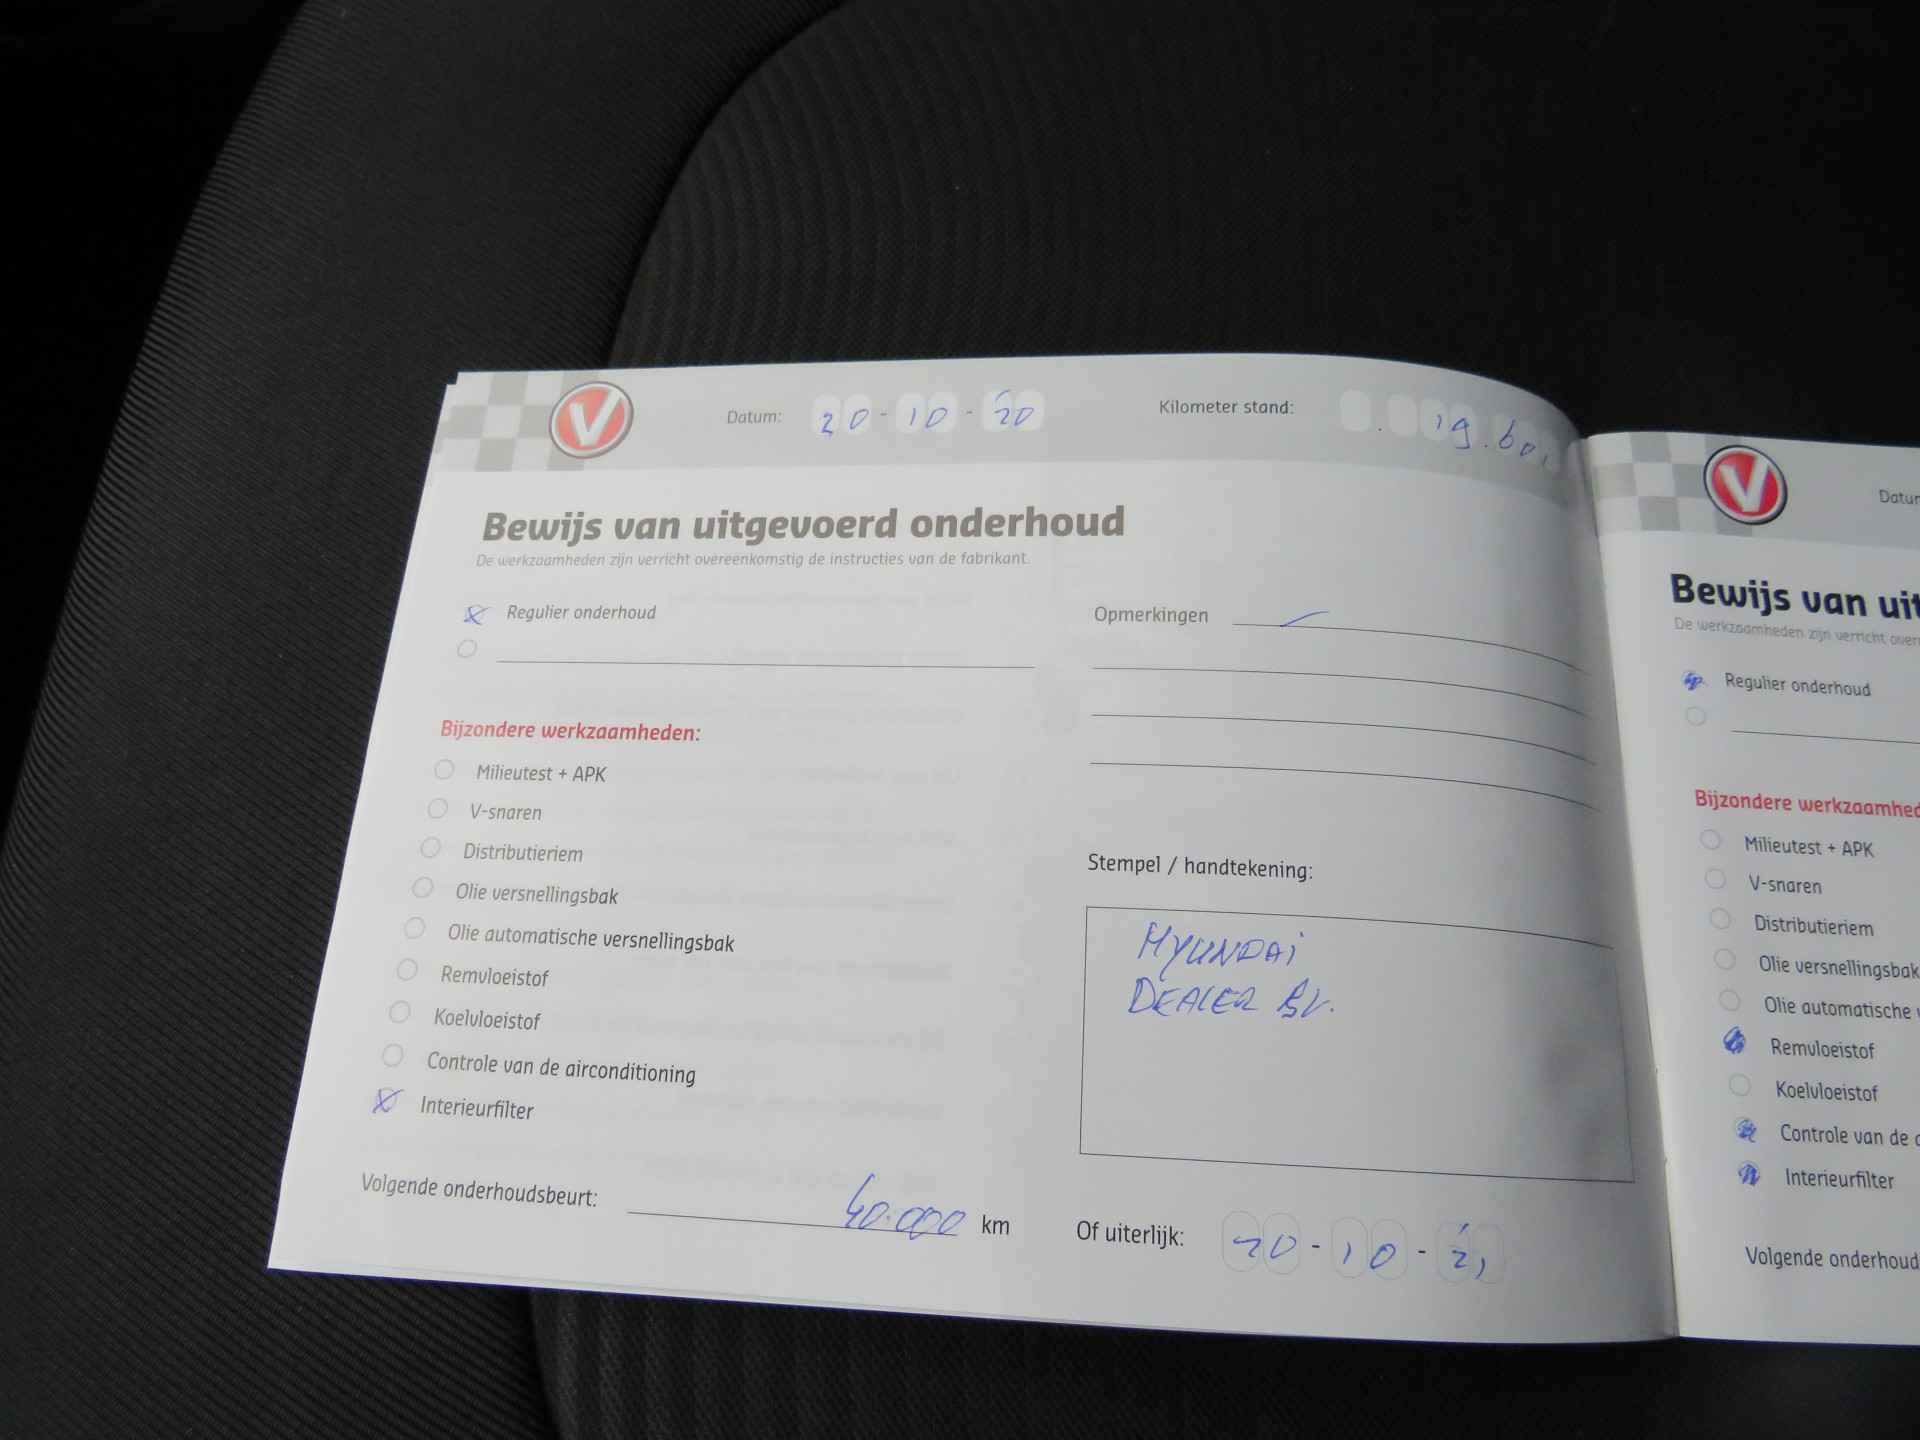 V
Datum: 20 - 10 - 20
Kilometer stand: 19.60
Bewijs van uitgevoerd onderhoud
De werkzaamheden zijn verricht overeenkomstig de instructies van de fabrikant.
Regulier onderhoud
Opmerkingen
Bijzondere werkzaamheden:
Milieutest + APK
V-snaren
Distributieriem
Olie versnellingsbak
Olie automatische versnellingsbak
Remvloeistof
Koelvloeistof
Controle van de airconditioning
Interieurfilter
Stempel / handtekening:
HYUNDAi
DEALER BV.
Volgende onderhoudsbeurt: 40.000 km
Of uiterlijk: 20 - 10 - 21
V
Datu
Bewijs van uit
De werkzaamheden zijn verricht over
Regulier onderhoud
Bijzondere werkzaamhed
Milieutest + APK
V-snaren
Distributieriem
Olie versnellingsbak
Olie automatische
Remvloeistof
Koelvloeistof
Controle van de
Interieurfilter
Volgende onderhoud